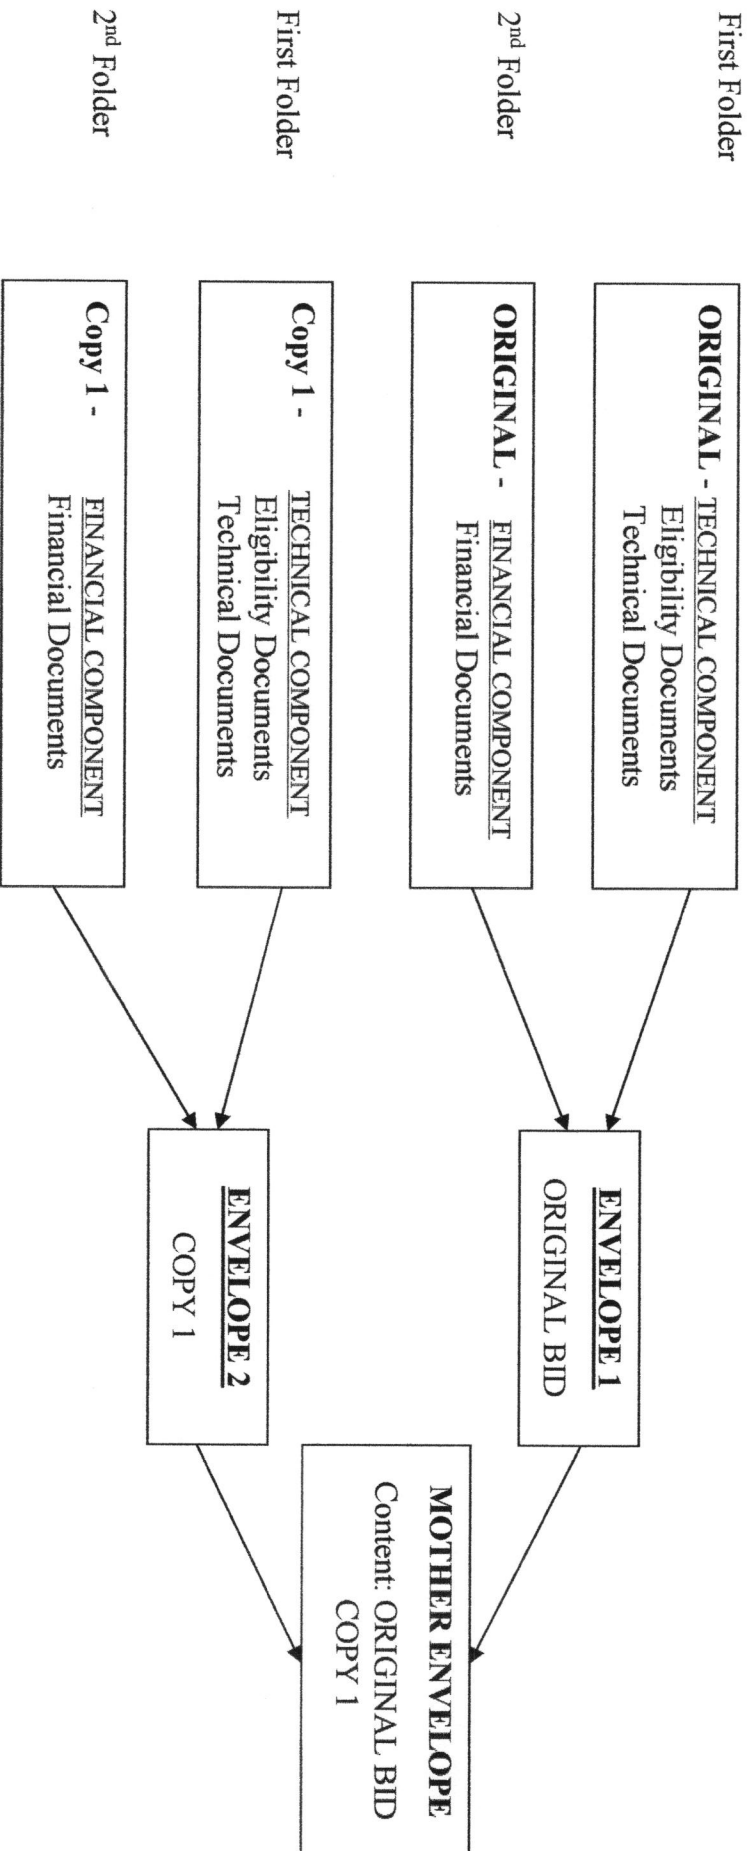 First Folder
ORIGINAL - TECHNICAL COMPONENT
Eligibility Documents
Technical Documents
2nd Folder
ORIGINAL - FINANCIAL COMPONENT
Financial Documents
ENVELOPE 1
ORIGINAL BID
First Folder
Copy 1 - TECHNICAL COMPONENT
Eligibility Documents
Technical Documents
2nd Folder
Copy 1 - FINANCIAL COMPONENT
Financial Documents
ENVELOPE 2
COPY 1
MOTHER ENVELOPE
Content: ORIGINAL BID
COPY 1